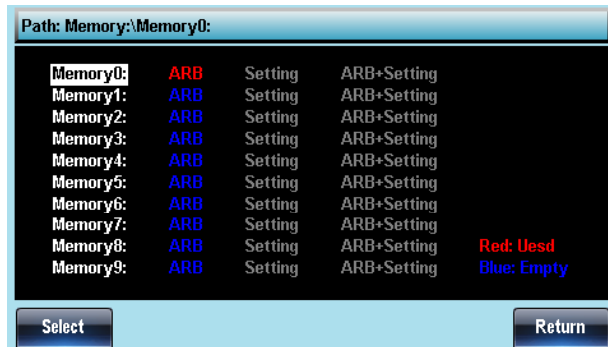 Path: Memory:\Memory0:
Memory0: ARB Setting ARB+Setting
Memory1: ARB Setting ARB+Setting
Memory2: ARB Setting ARB+Setting
Memory3: ARB Setting ARB+Setting
Memory4: ARB Setting ARB+Setting
Memory5: ARB Setting ARB+Setting
Memory6: ARB Setting ARB+Setting
Memory7: ARB Setting ARB+Setting
Memory8: ARB Setting ARB+Setting Red: Uesd
Memory9: ARB Setting ARB+Setting Blue: Empty
Select Return